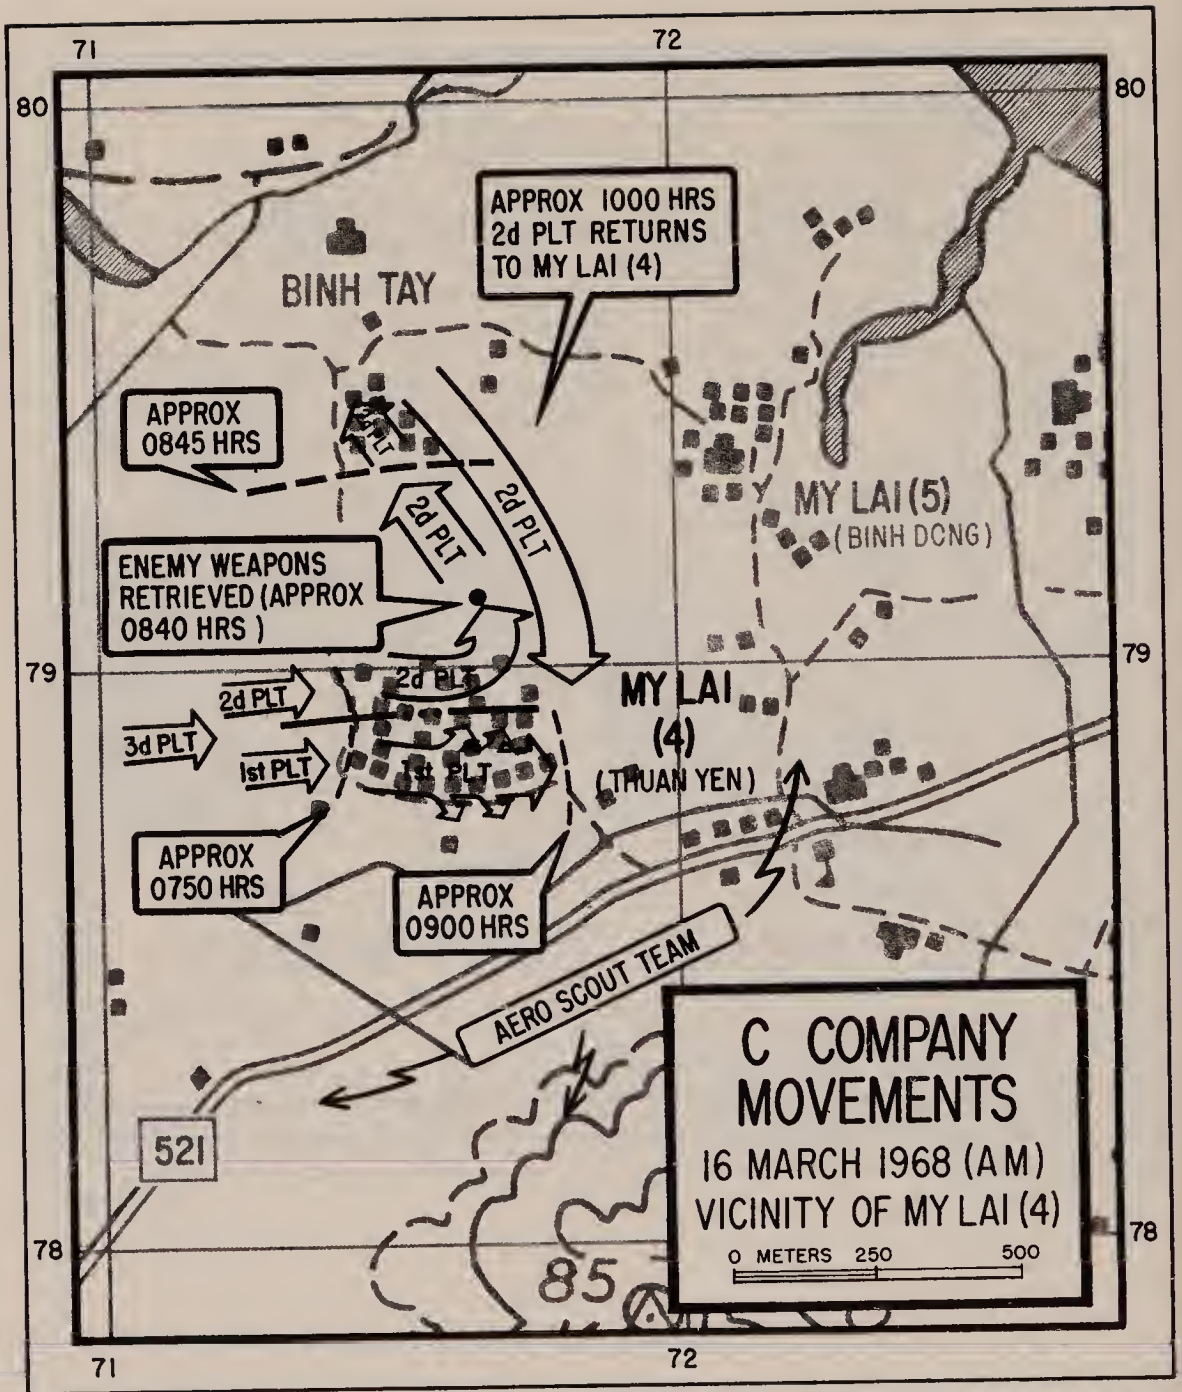 71
72
80
80
APPROX 1000 HRS
2d PLT RETURNS
TO MY LAI (4)
BINH TAY
APPROX
0845 HRS
PLT
2d PLT
2d PLT
MY LAI (5)
(BINH DONG)
ENEMY WEAPONS
RETRIEVED (APPROX
0840 HRS )
79
79
2d PLT
2d PLT
MY LAI
(4)
(THUAN YEN)
3d PLT
1st PLT
1st PLT
APPROX
0750 HRS
APPROX
0900 HRS
AERO SCOUT TEAM
C COMPANY
MOVEMENTS
16 MARCH 1968 (AM)
VICINITY OF MY LAI (4)
0 METERS 250 500
521
78
78
85
71
72